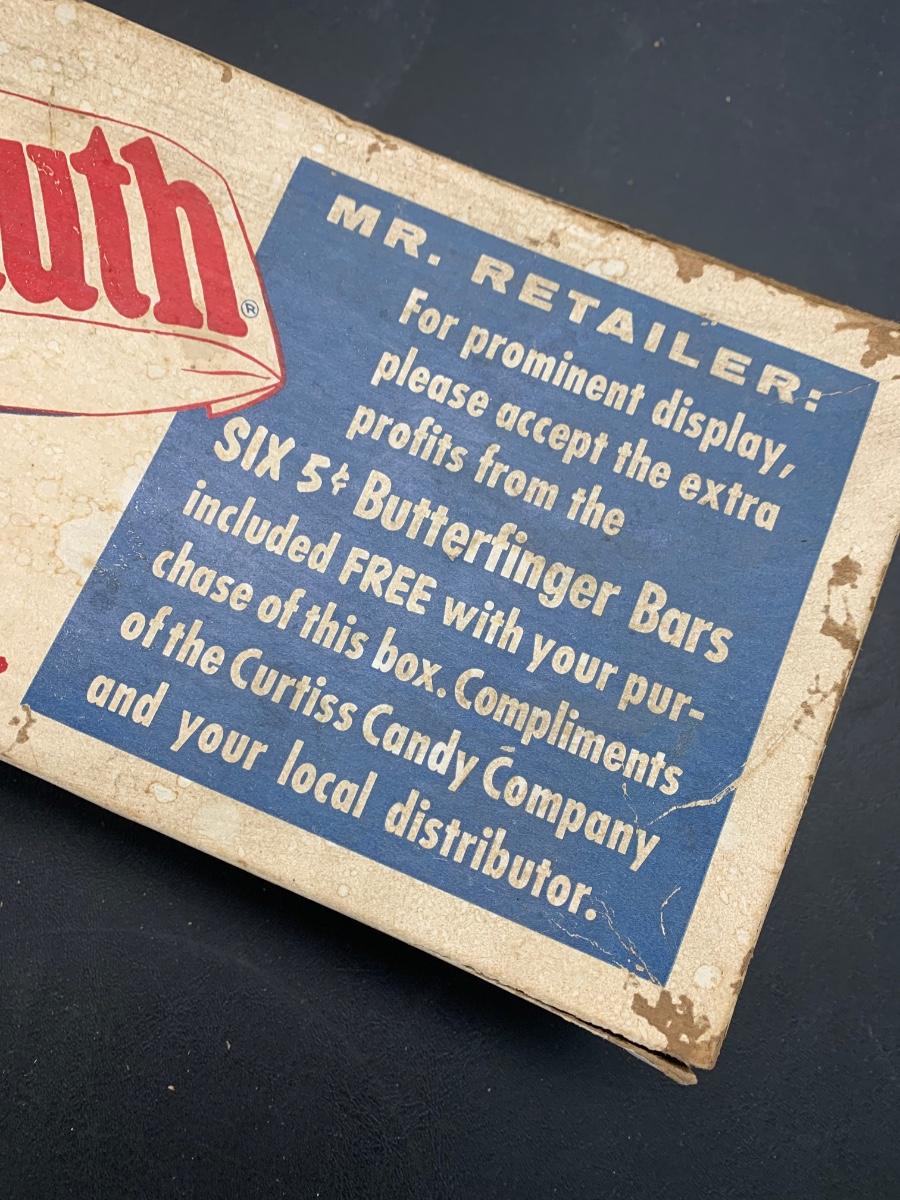 uth®
MR. RETAILER:
For prominent display,
please accept the extra
profits from the
SIX 5¢ Butterfinger Bars
included FREE with your pur-
chase of this box. Compliments
of the Curtiss Candy Company
and your local distributor.